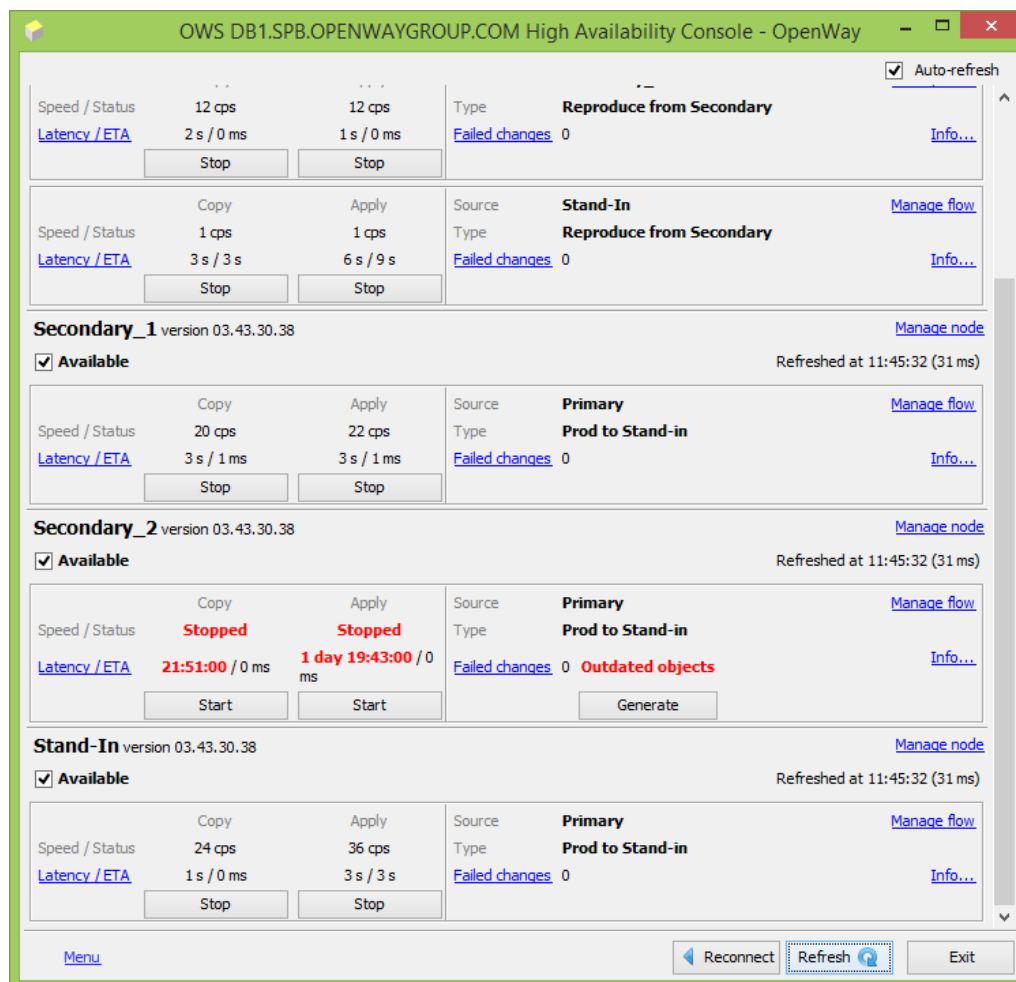 OWS DB1.SPB.OPENWAYGROUP.COM High Availability Console - OpenWay
Auto-refresh
Speed / Status 12 cps 12 cps Type Reproduce from Secondary
Latency / ETA 2 s / 0 ms 1 s / 0 ms Failed changes 0 Info...
Stop Stop
Copy Apply Source Stand-In Manage flow
Speed / Status 1 cps 1 cps Type Reproduce from Secondary
Latency / ETA 3 s / 3 s 6 s / 9 s Failed changes 0 Info...
Stop Stop
Secondary_1 version 03.43.30.38 Manage node
Available Refreshed at 11:45:32 (31 ms)
Copy Apply Source Primary Manage flow
Speed / Status 20 cps 22 cps Type Prod to Stand-in
Latency / ETA 3 s / 1 ms 3 s / 1 ms Failed changes 0 Info...
Stop Stop
Secondary_2 version 03.43.30.38 Manage node
Available Refreshed at 11:45:32 (31 ms)
Copy Apply Source Primary Manage flow
Speed / Status Stopped Stopped Type Prod to Stand-in
Latency / ETA 21:51:00 / 0 ms 1 day 19:43:00 / 0 ms Failed changes 0 Outdated objects Info...
Start Start Generate
Stand-In version 03.43.30.38 Manage node
Available Refreshed at 11:45:32 (31 ms)
Copy Apply Source Primary Manage flow
Speed / Status 24 cps 36 cps Type Prod to Stand-in
Latency / ETA 1 s / 0 ms 3 s / 3 s Failed changes 0 Info...
Stop Stop
Menu Reconnect Refresh Exit